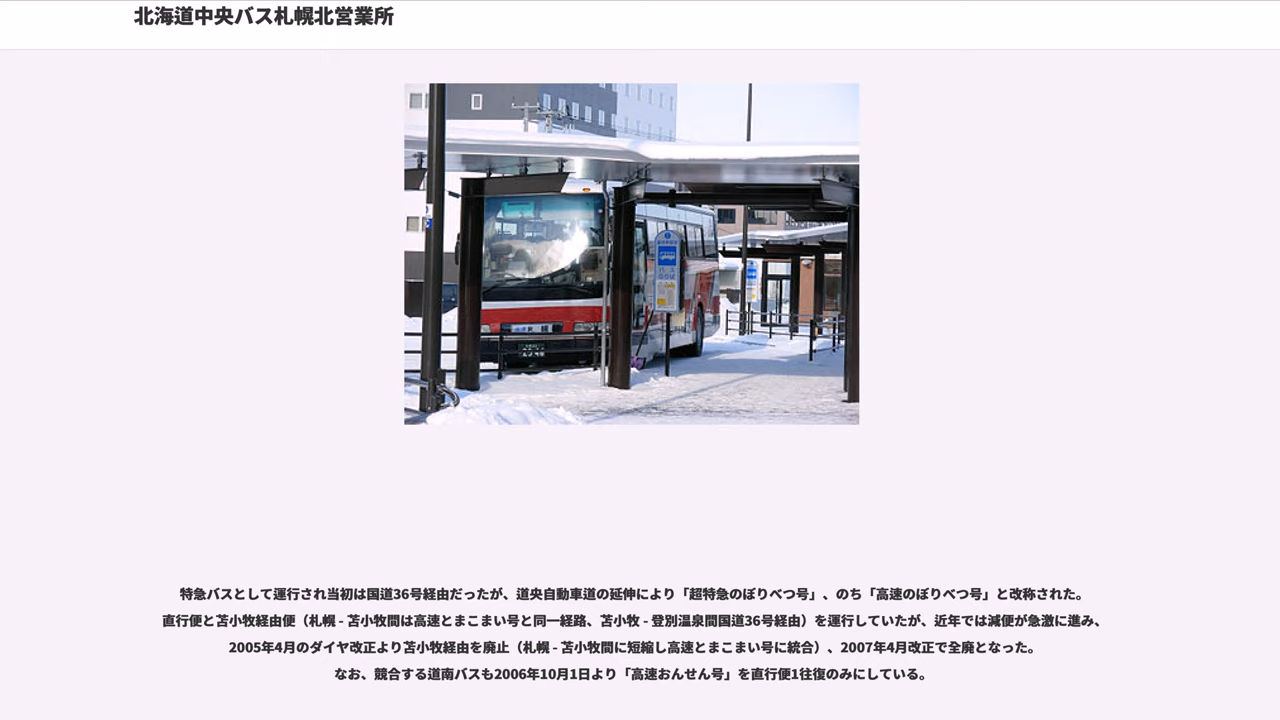 北海道中央バス札幌北営業所
バス
のりば
特急バスとして運行され当初は国道36号経由だったが、道央自動車道の延伸により「超特急のぼりべつ号」、のち「高速のぼりべつ号」と改称された。
直行便と苫小牧経由便（札幌 - 苫小牧間は高速とまこまい号と同一経路、苫小牧 - 登別温泉間国道36号経由）を運行していたが、近年では減便が急激に進み、
2005年4月のダイヤ改正より苫小牧経由を廃止（札幌 - 苫小牧間に短縮し高速とまこまい号に統合）、2007年4月改正で全廃となった。
なお、競合する道南バスも2006年10月1日より「高速おんせん号」を直行便1往復のみにしている。